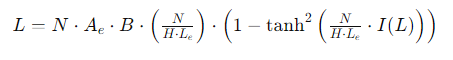 L = N · A_e · B · (N / (H·L_e)) · (1 − tanh² (N / (H·L_e) · I(L)))